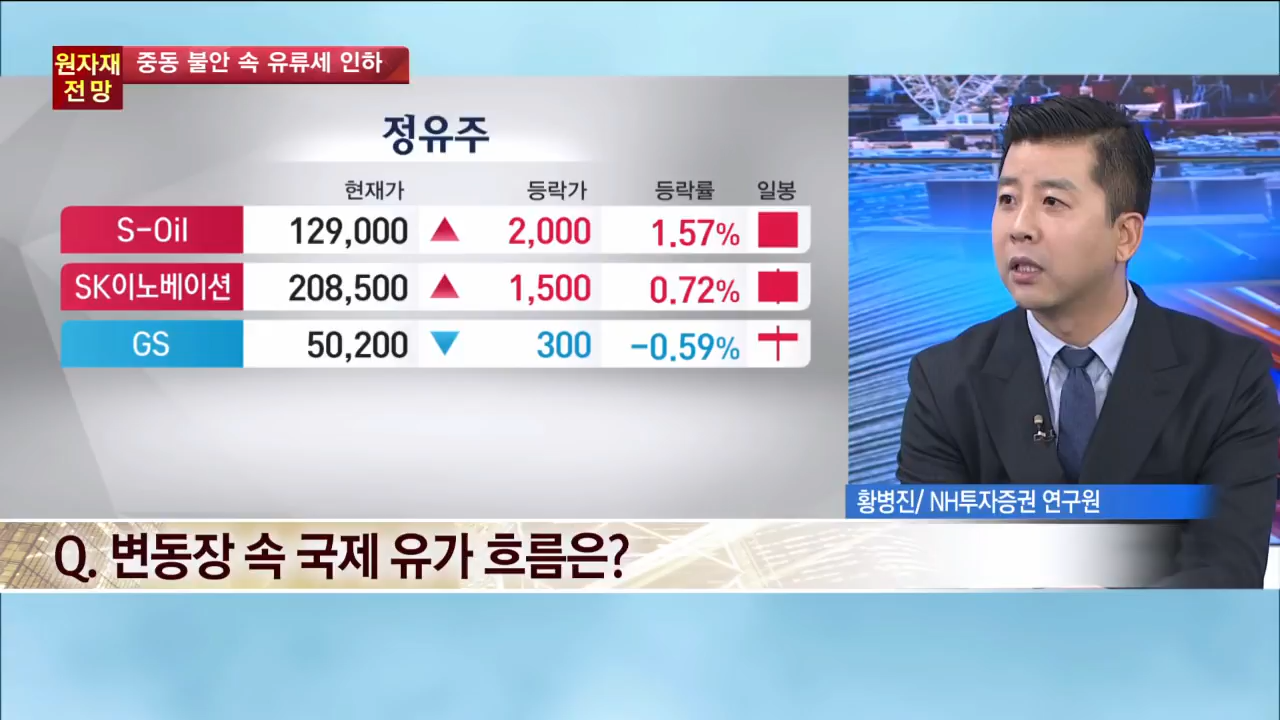 원자재
전망
중동 불안 속 유류세 인하
정유주
현재가 등락가 등락률 일봉
S-Oil 129,000 ▲ 2,000 1.57%
SK이노베이션 208,500 ▲ 1,500 0.72%
GS 50,200 ▼ 300 -0.59%
황병진/ NH투자증권 연구원
Q. 변동장 속 국제 유가 흐름은?